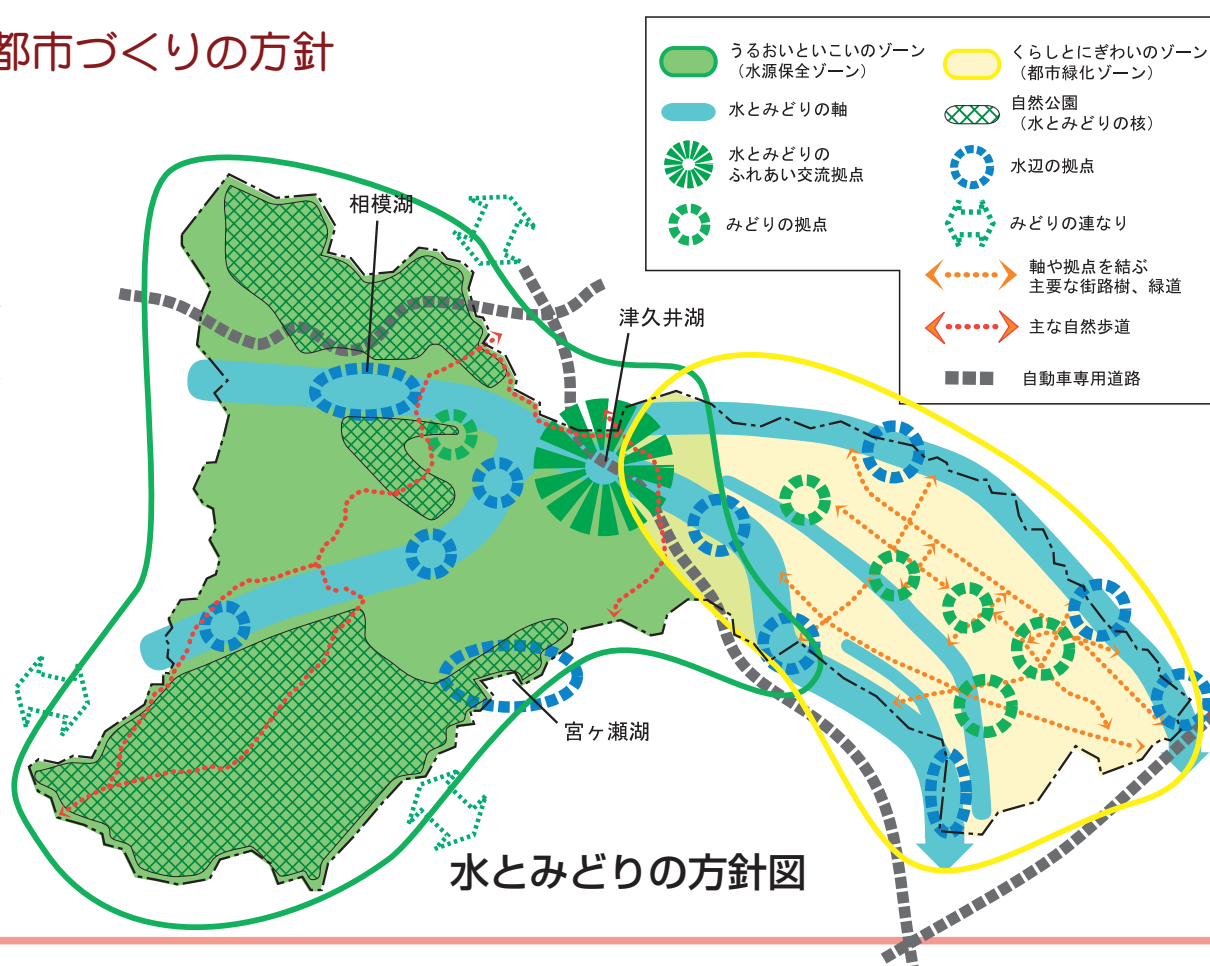 都市づくりの方針
うるおいといこいのゾーン
（水源保全ゾーン）
水とみどりの軸
水とみどりの
ふれあい交流拠点
みどりの拠点
くらしとにぎわいのゾーン
（都市緑化ゾーン）
自然公園
（水とみどりの核）
水辺の拠点
みどりの連なり
軸や拠点を結ぶ
主要な街路樹、緑道
主な自然歩道
自動車専用道路
相模湖
津久井湖
宮ヶ瀬湖
水とみどりの方針図